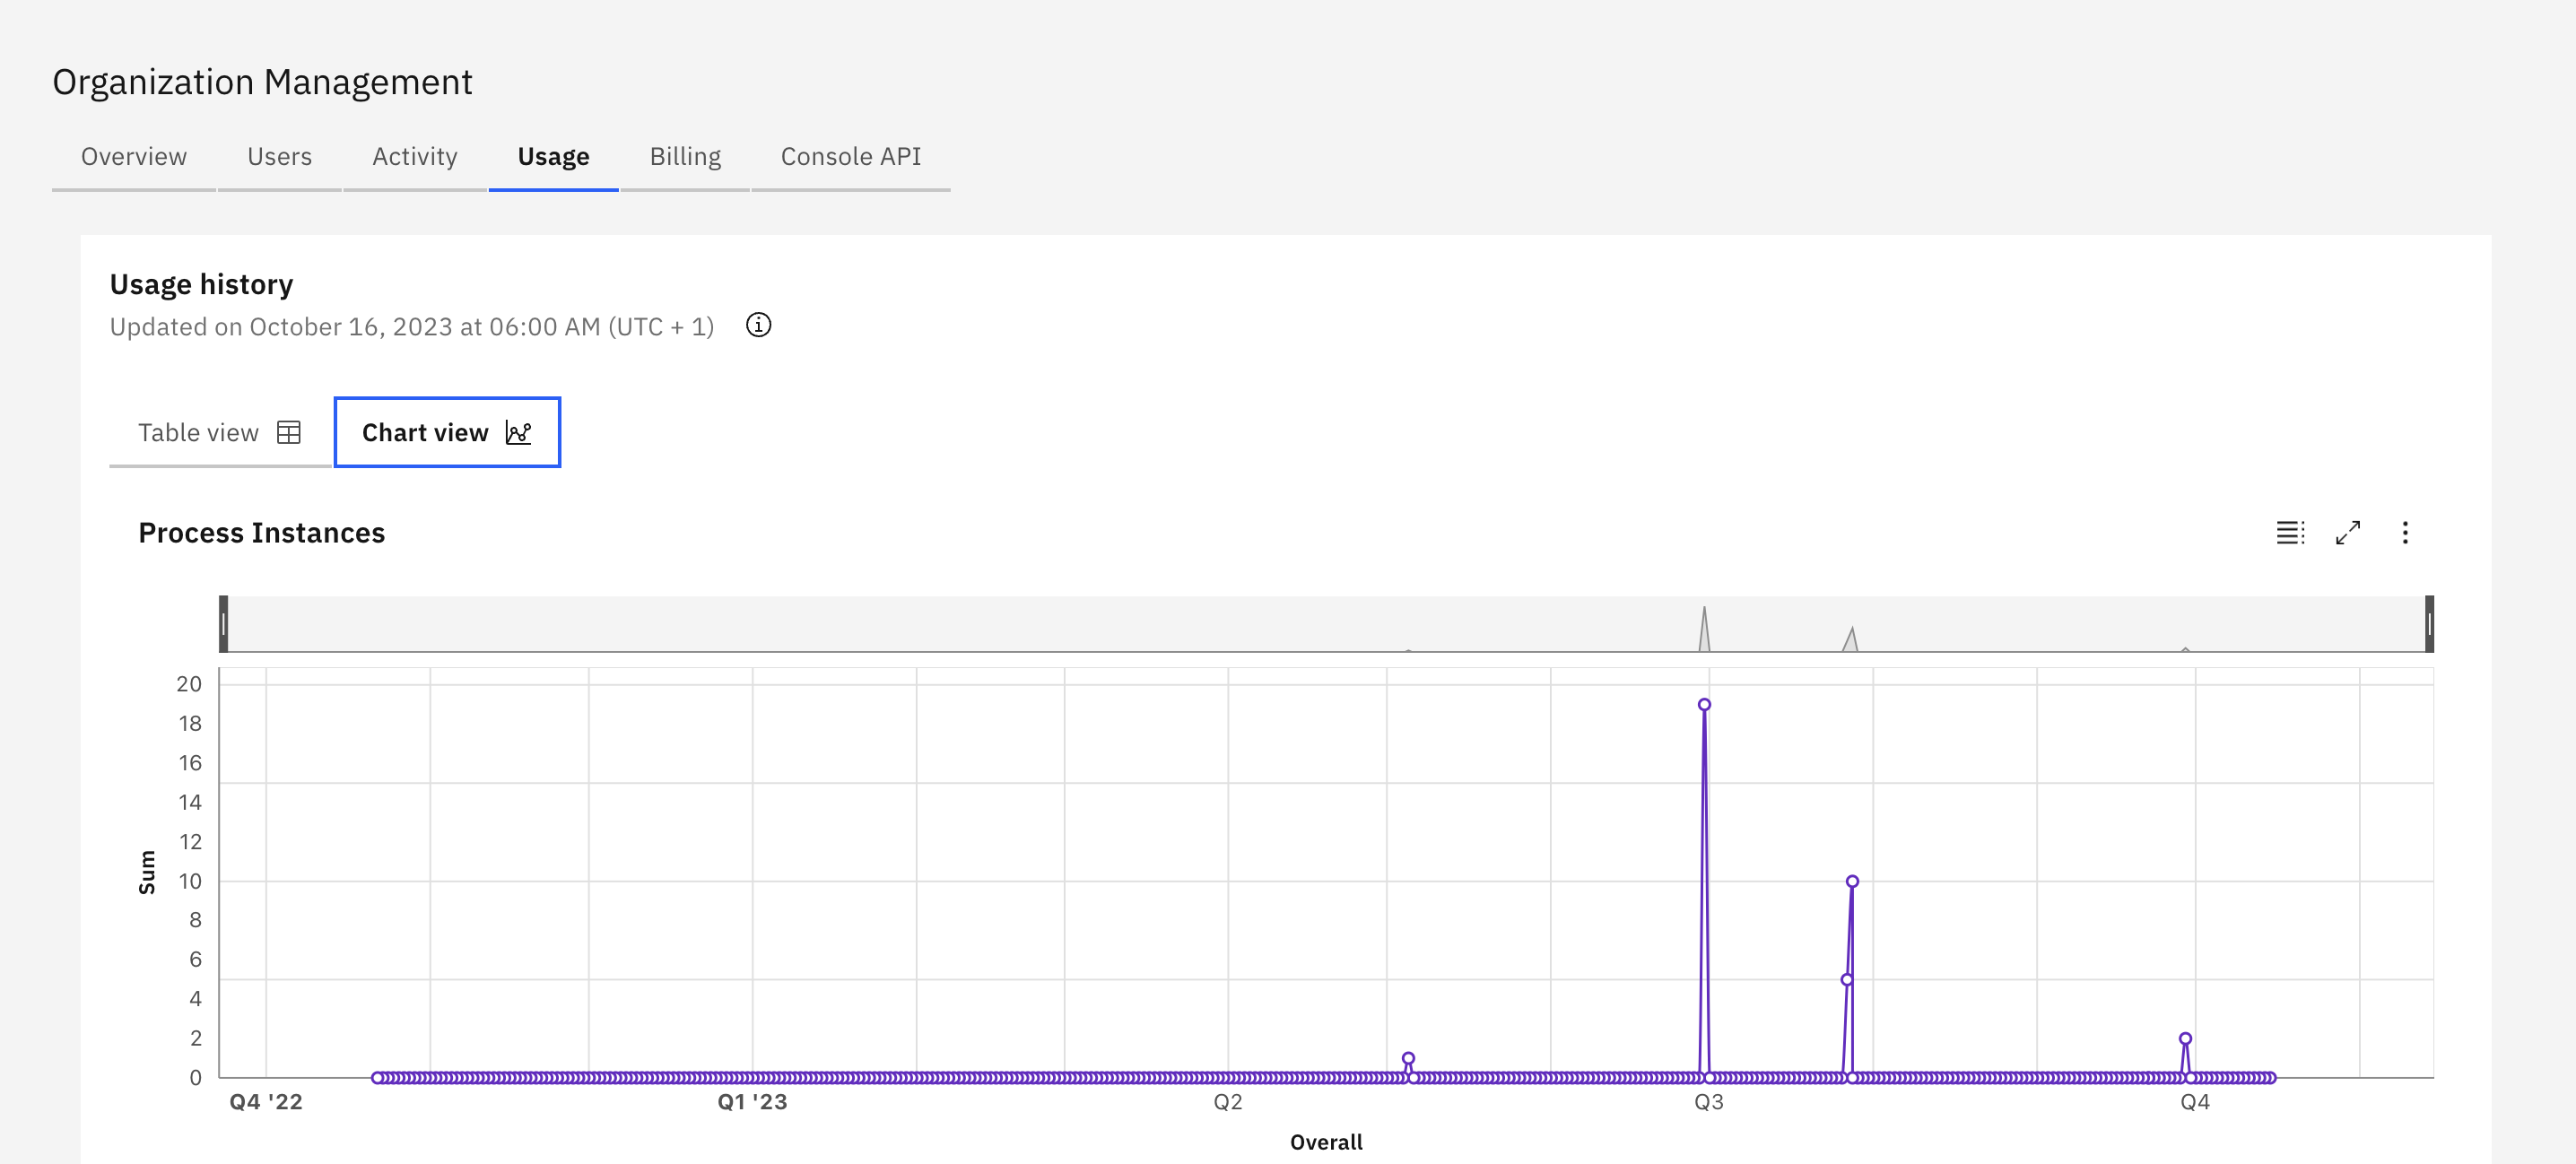 Organization Management
Overview Users Activity Usage Billing Console API
Usage history
Updated on October 16, 2023 at 06:00 AM (UTC + 1)
Table view Chart view
Process Instances
20
18
16
14
12
10
8
6
4
2
0
Sum
Q4 '22 Q1 '23 Q2 Q3 Q4
Overall